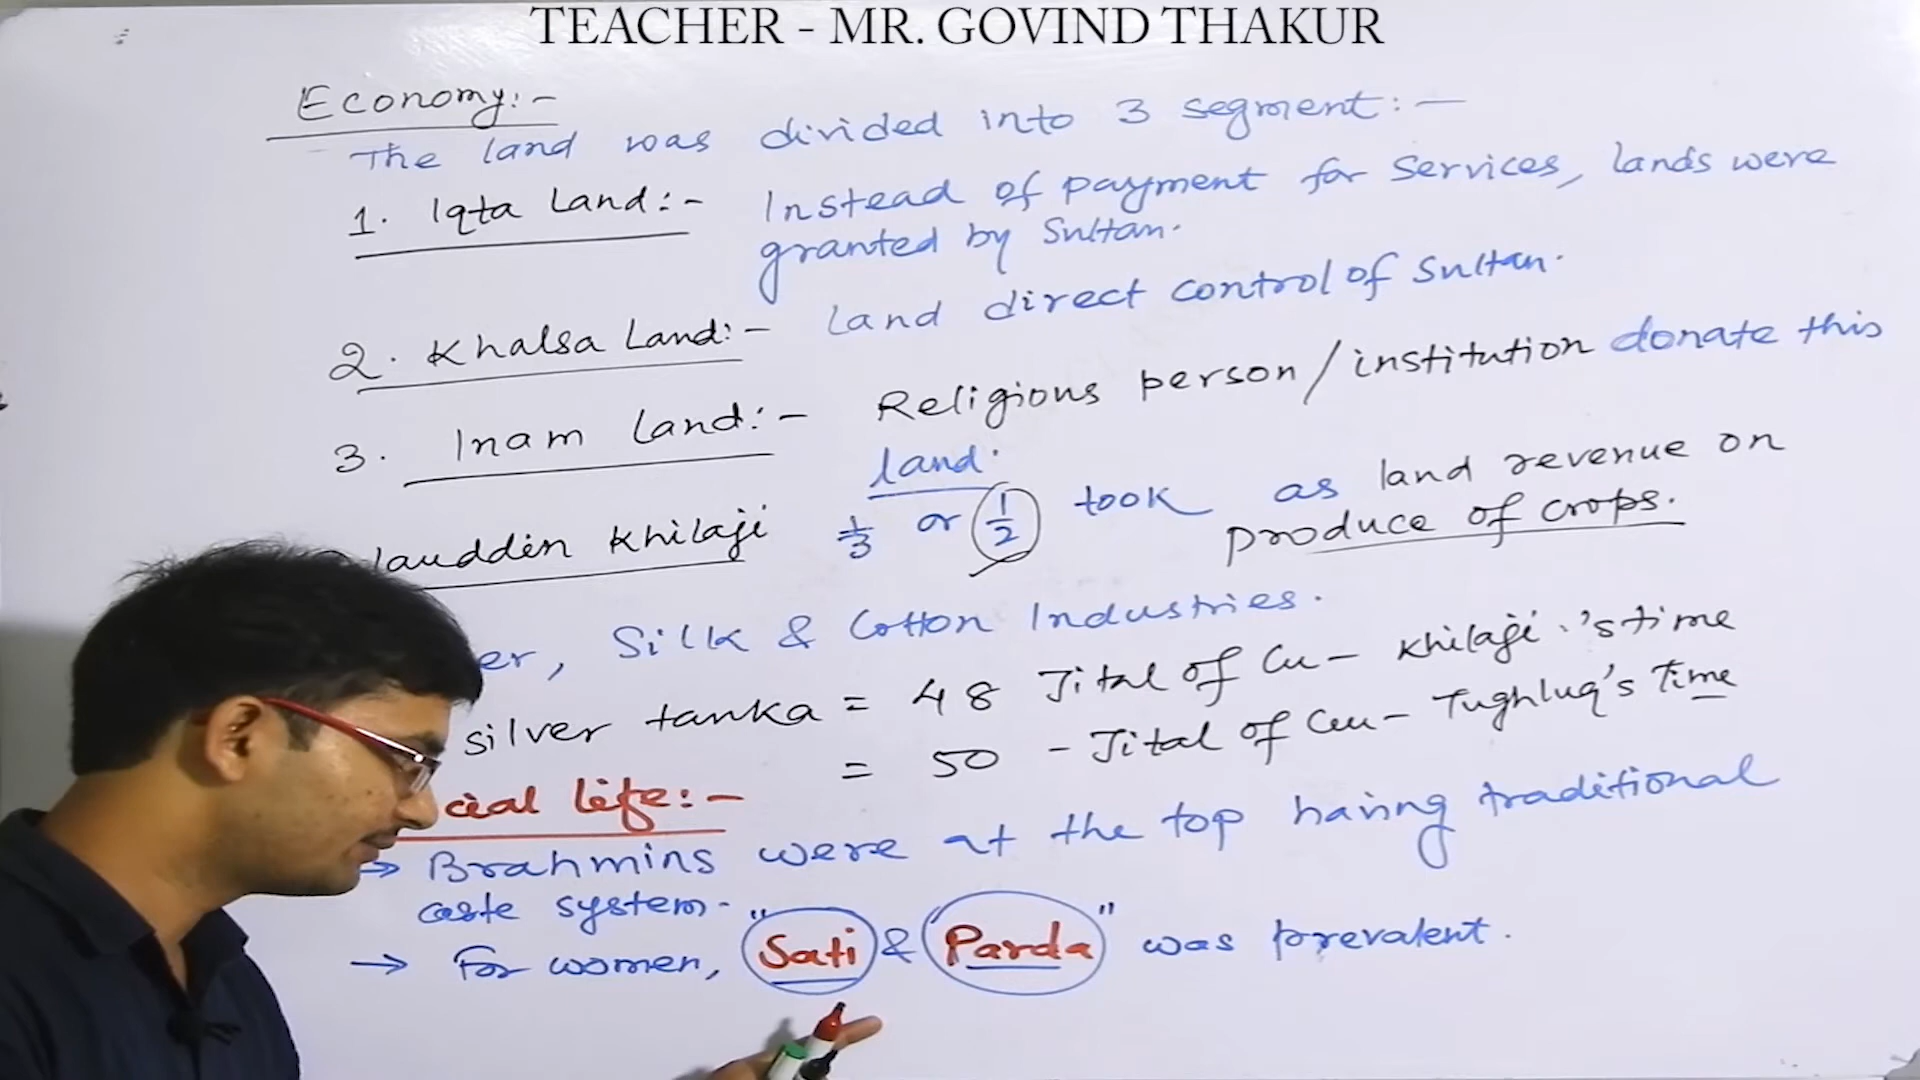 TEACHER - MR. GOVIND THAKUR
Economy:-
The land was divided into 3 segment:-
1. Iqta Land:- Instead of payment for Services, lands were
granted by Sultan.
2. Khalsa Land:- Land direct control of Sultan.
3. Inam Land:- Religious person/institution donate this
land.
lauddin Khilaji 1/3 or 1/2 took as land revenue on
produce of crops.
er, Silk & Cotton Industries.
silver tanka = 48 Jital of Cu- Khilaji's time
= 50 - Jital of Cu- Tughluq's Time
cial life:-
→ Brahmins were at the top having traditional
caste system-
→ For women, "Sati & Parda" was prevalent.